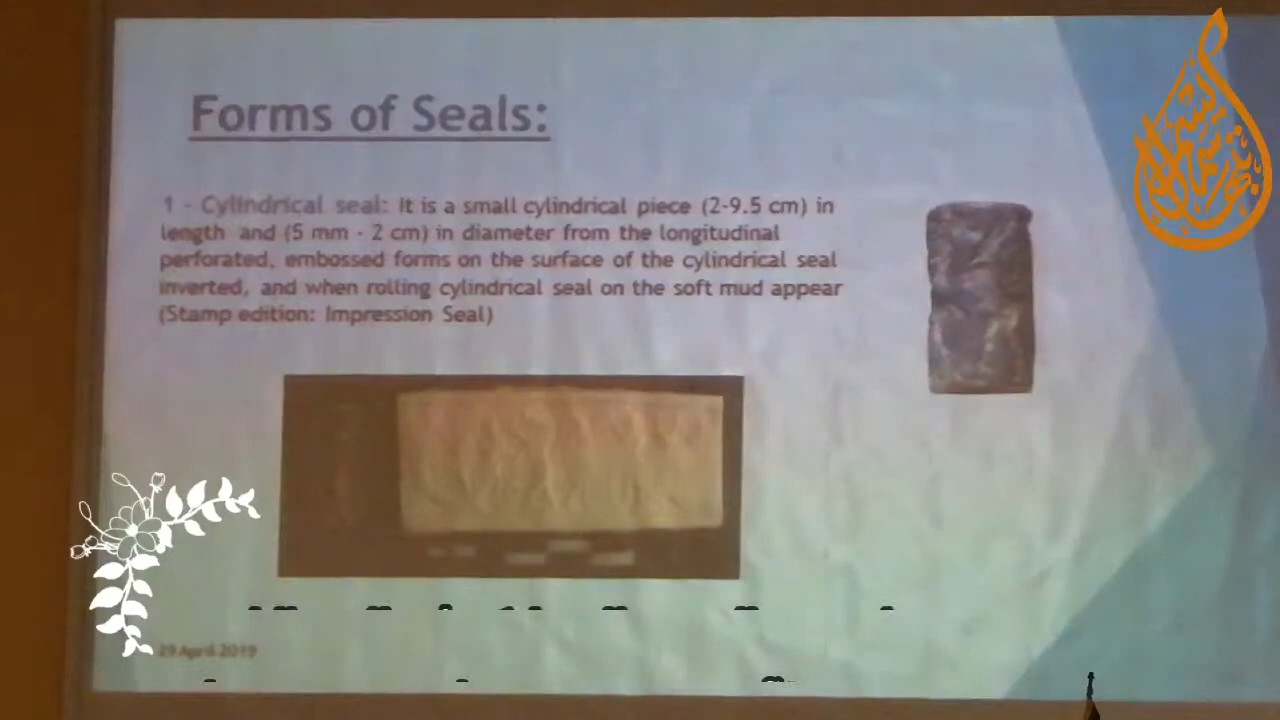 Forms of Seals:
1 - Cylindrical seal: It is a small cylindrical piece (2-9.5 cm) in
length and (5 mm - 2 cm) in diameter from the longitudinal
perforated, embossed forms on the surface of the cylindrical seal
inverted, and when rolling cylindrical seal on the soft mud appear
(Stamp edition: Impression Seal)
29 April 2019